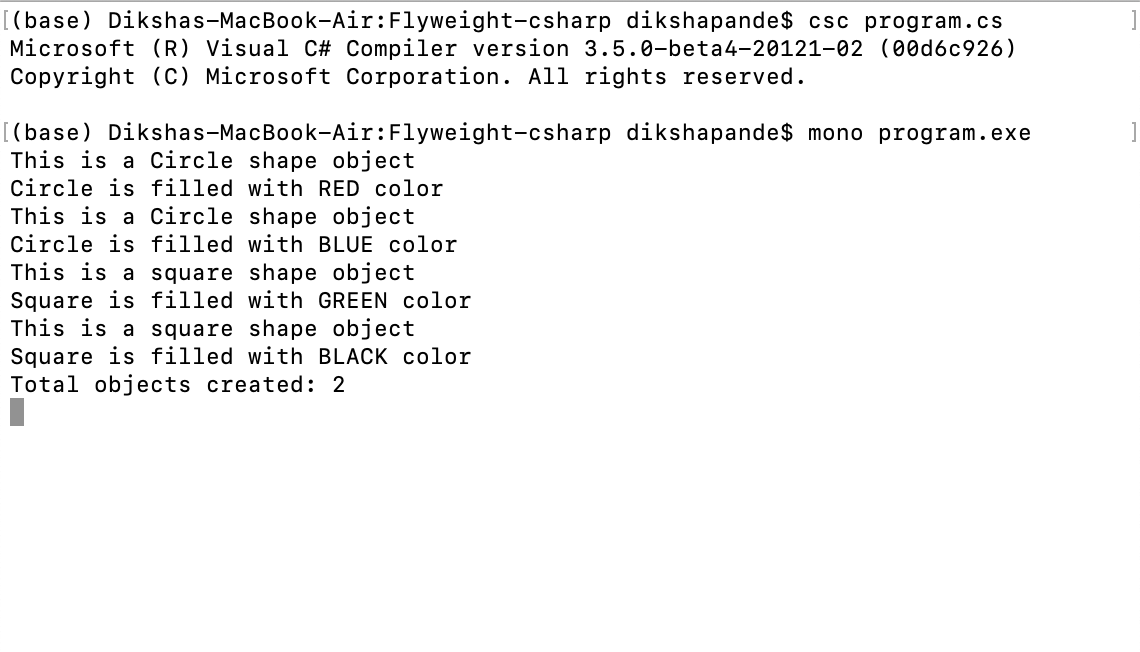 [(base) Dikshas-MacBook-Air:Flyweight-csharp dikshapande$ csc program.cs ]
Microsoft (R) Visual C# Compiler version 3.5.0-beta4-20121-02 (00d6c926)
Copyright (C) Microsoft Corporation. All rights reserved.
[(base) Dikshas-MacBook-Air:Flyweight-csharp dikshapande$ mono program.exe ]
This is a Circle shape object
Circle is filled with RED color
This is a Circle shape object
Circle is filled with BLUE color
This is a square shape object
Square is filled with GREEN color
This is a square shape object
Square is filled with BLACK color
Total objects created: 2